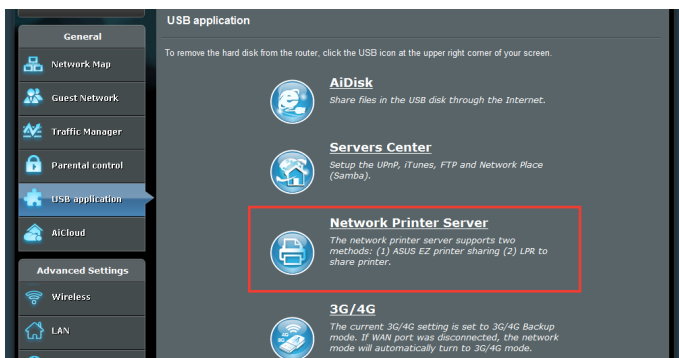 General
Network Map
Guest Network
Traffic Manager
Parental control
USB application
AiCloud
Advanced Settings
Wireless
LAN
USB application
To remove the hard disk from the router, click the USB icon at the upper right corner of your screen.
AiDisk
Share files in the USB disk through the Internet.
Servers Center
Setup the UPnP, iTunes, FTP and Network Place
(Samba).
Network Printer Server
The network printer server supports two
methods: (1) ASUS EZ printer sharing (2) LPR to
share printer.
3G/4G
The current 3G/4G setting is set to 3G/4G Backup
mode. If WAN port was disconnected, the network
mode will automatically turn to 3G/4G mode.